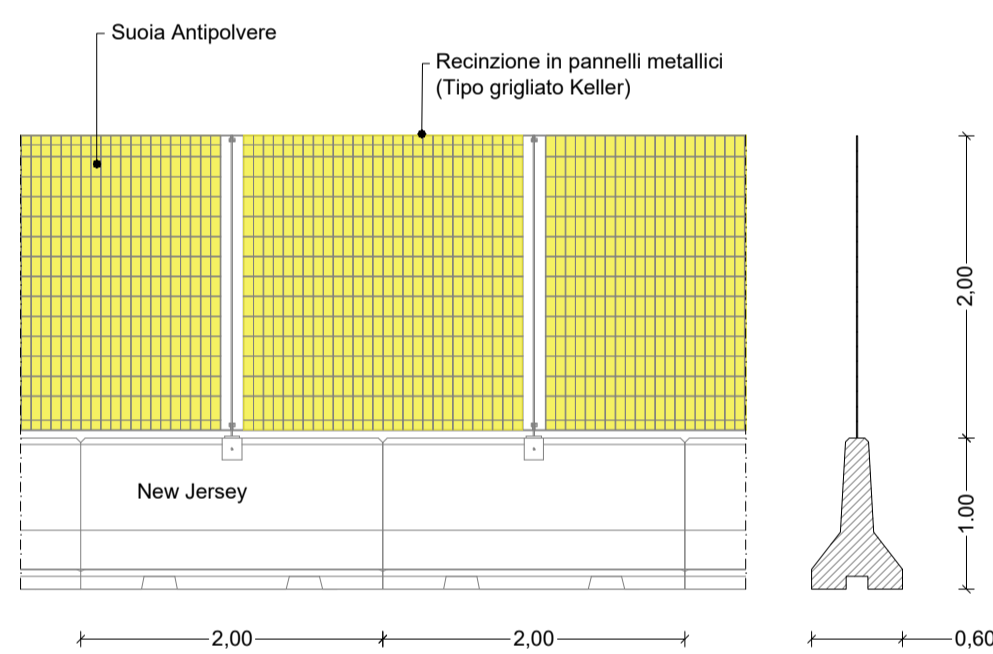 Suoia Antipolvere
Recinzione in pannelli metallici
(Tipo grigliato Keller)
2,00
New Jersey
1.00
2,00
2,00
0,60